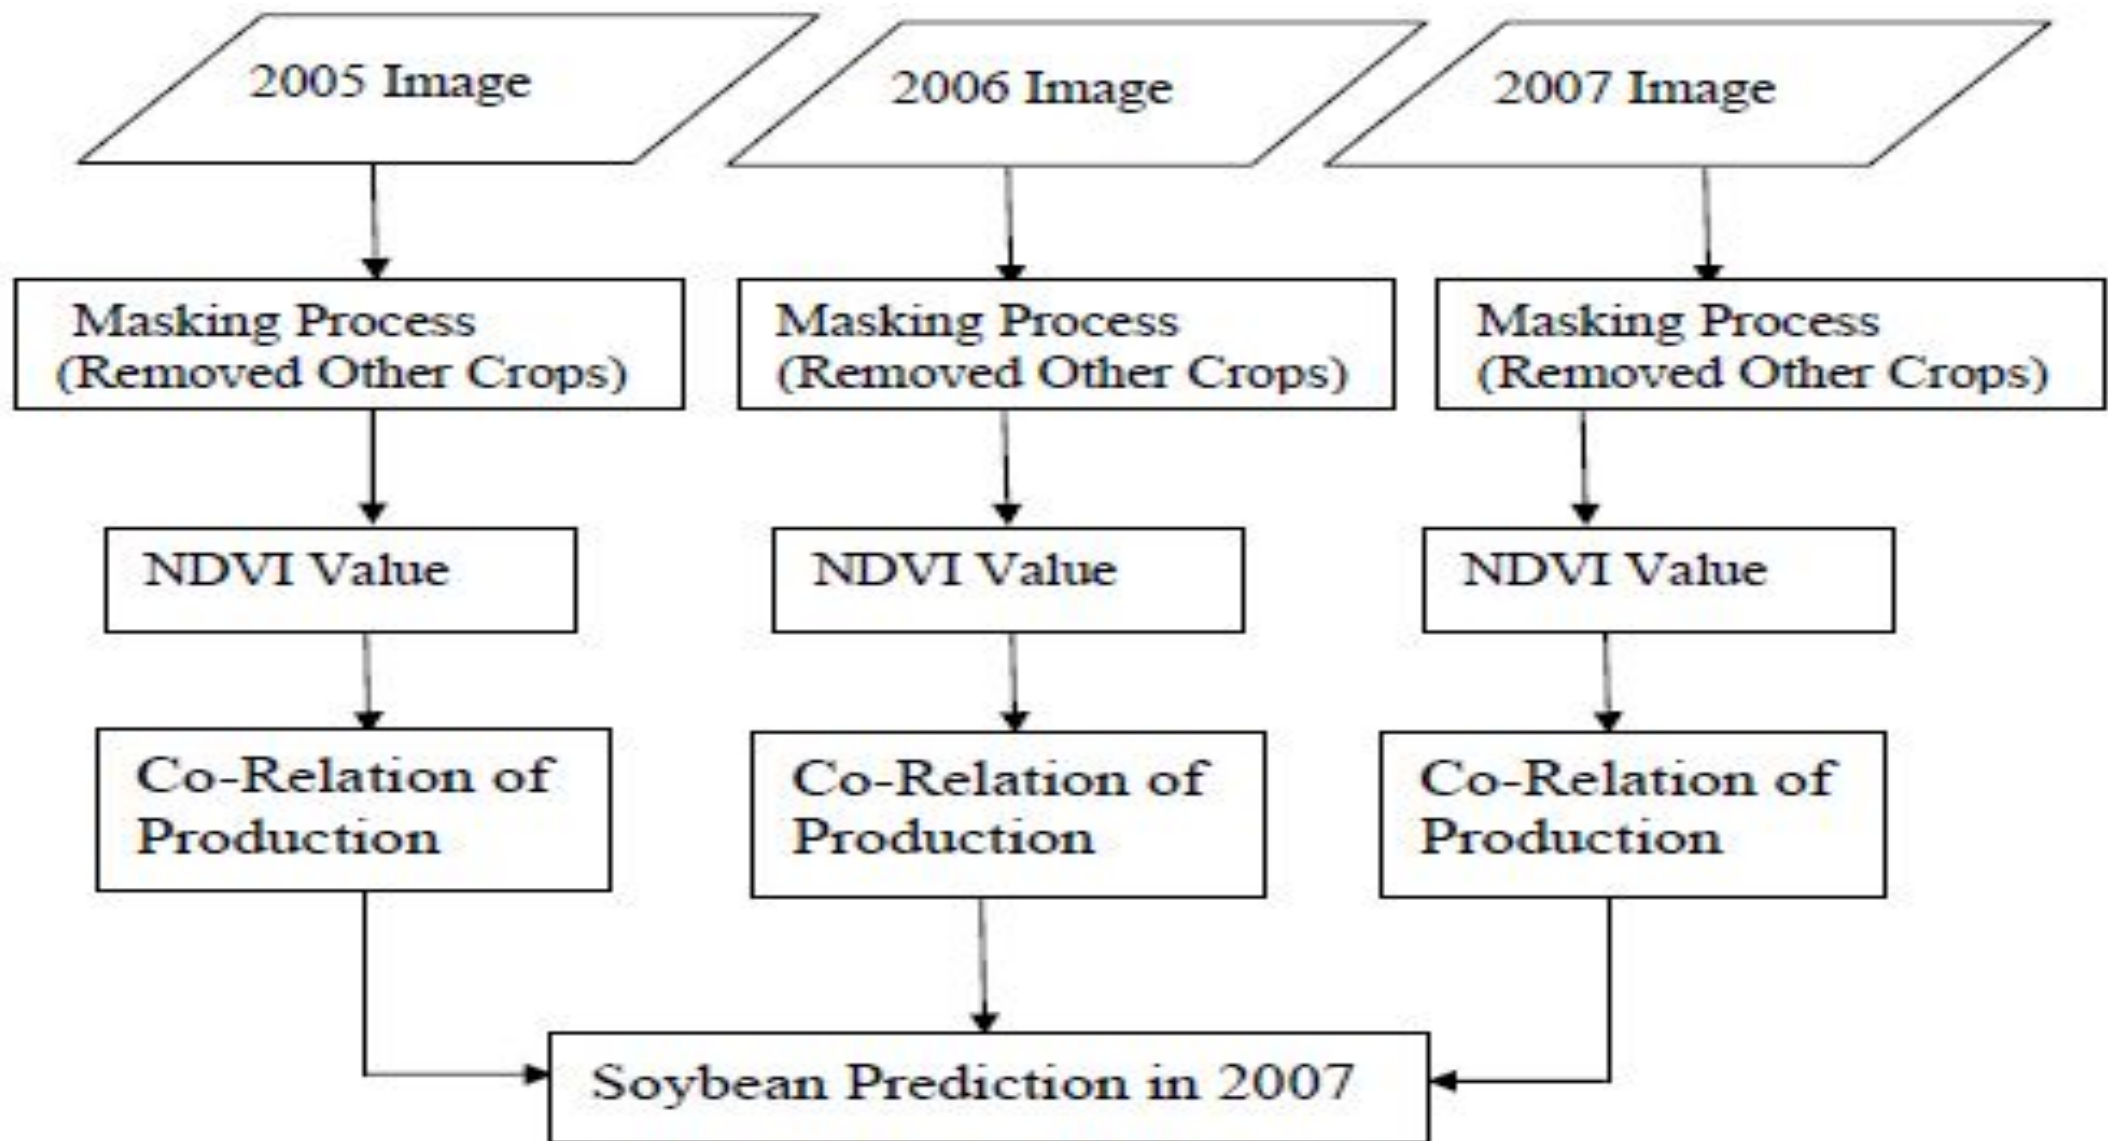 2005 Image
2006 Image
2007 Image
Masking Process
(Removed Other Crops)
Masking Process
(Removed Other Crops)
Masking Process
(Removed Other Crops)
NDVI Value
NDVI Value
NDVI Value
Co-Relation of
Production
Co-Relation of
Production
Co-Relation of
Production
Soybean Prediction in 2007